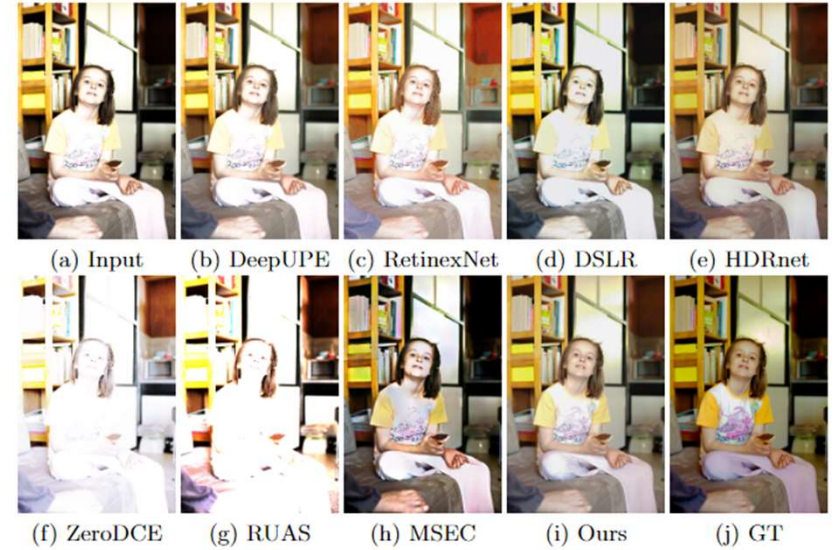 (a) Input (b) DeepUPE (c) RetinexNet (d) DSLR (e) HDRnet
(f) ZeroDCE (g) RUAS (h) MSEC (i) Ours (j) GT